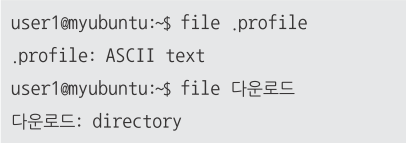 user1@myubuntu:~$ file .profile
.profile: ASCII text
user1@myubuntu:~$ file 다운로드
다운로드: directory